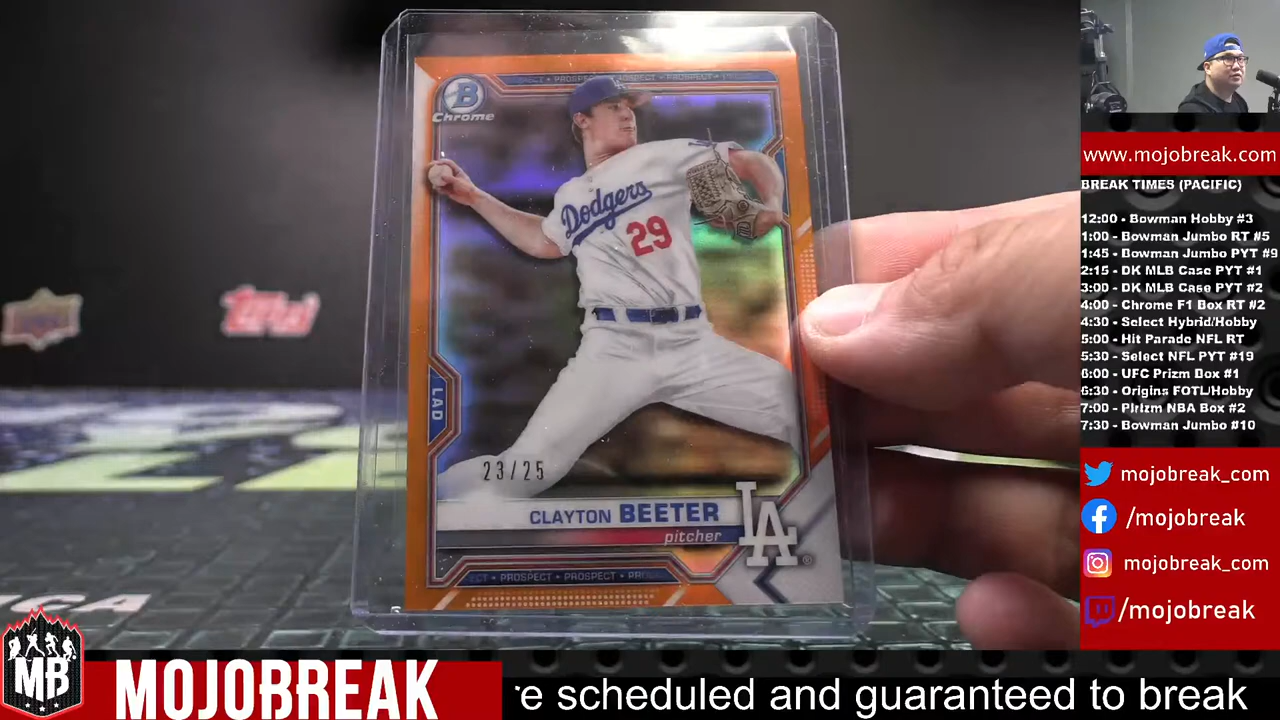 PROSPECT • PROSPECT
B
Chrome
Dodgers
29
LAD
23/25
CLAYTON BEETER
pitcher
LA
PROSPECT • PROSPECT
Topps
www.mojobreak.com
BREAK TIMES (PACIFIC)
12:00 - Bowman Hobby #3
1:00 - Bowman Jumbo RT #5
1:45 - Bowman Jumbo PYT #9
2:15 - DK MLB Case PYT #1
3:00 - DK MLB Case PYT #2
4:00 - Chrome F1 Box RT #2
4:30 - Select Hybrid/Hobby
5:00 - Hit Parade NFL RT
5:30 - Select NFL PYT #19
6:00 - UFC Prizm Box #1
6:30 - Origins FOTL/Hobby
7:00 - Pirizm NBA Box #2
7:30 - Bowman Jumbo #10
mojobreak_com
/mojobreak
mojobreak_com
/mojobreak
MB
MOJOBREAK
scheduled and guaranteed to break